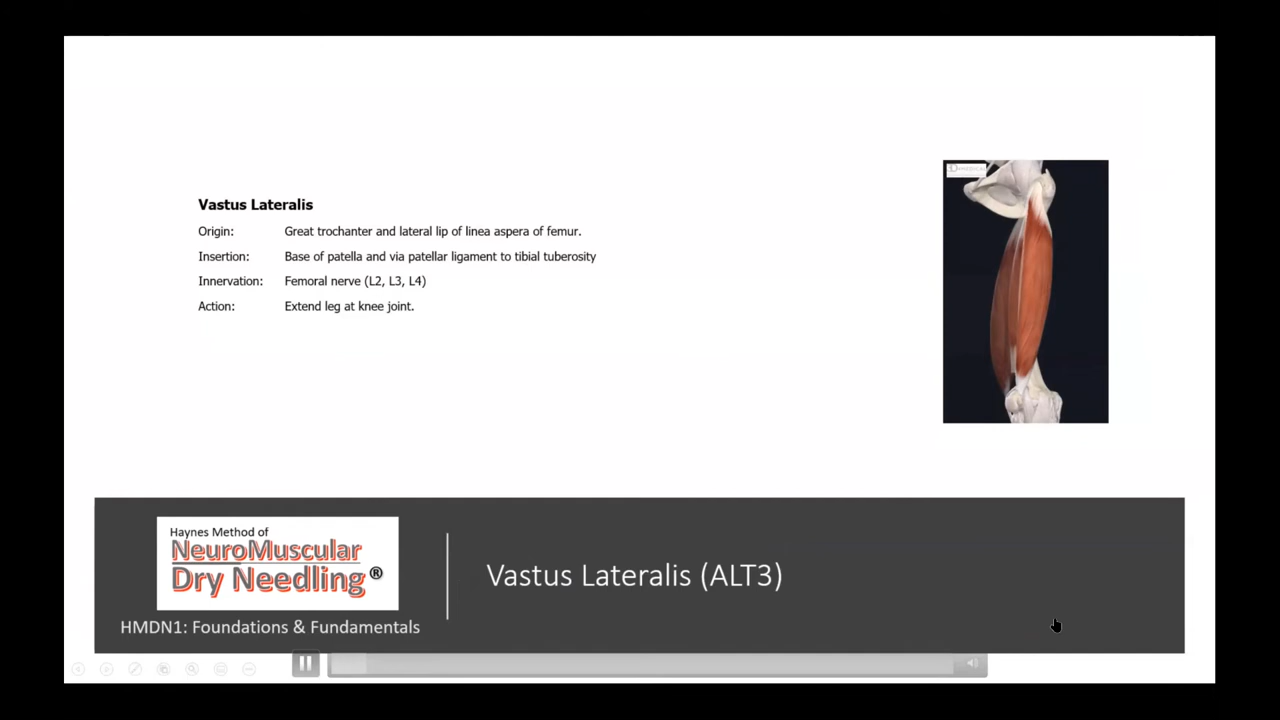 Vastus Lateralis
Origin: Great trochanter and lateral lip of linea aspera of femur.
Insertion: Base of patella and via patellar ligament to tibial tuberosity
Innervation: Femoral nerve (L2, L3, L4)
Action: Extend leg at knee joint.
Haynes Method of
NeuroMuscular
Dry Needling®
HMDN1: Foundations & Fundamentals
Vastus Lateralis (ALT3)